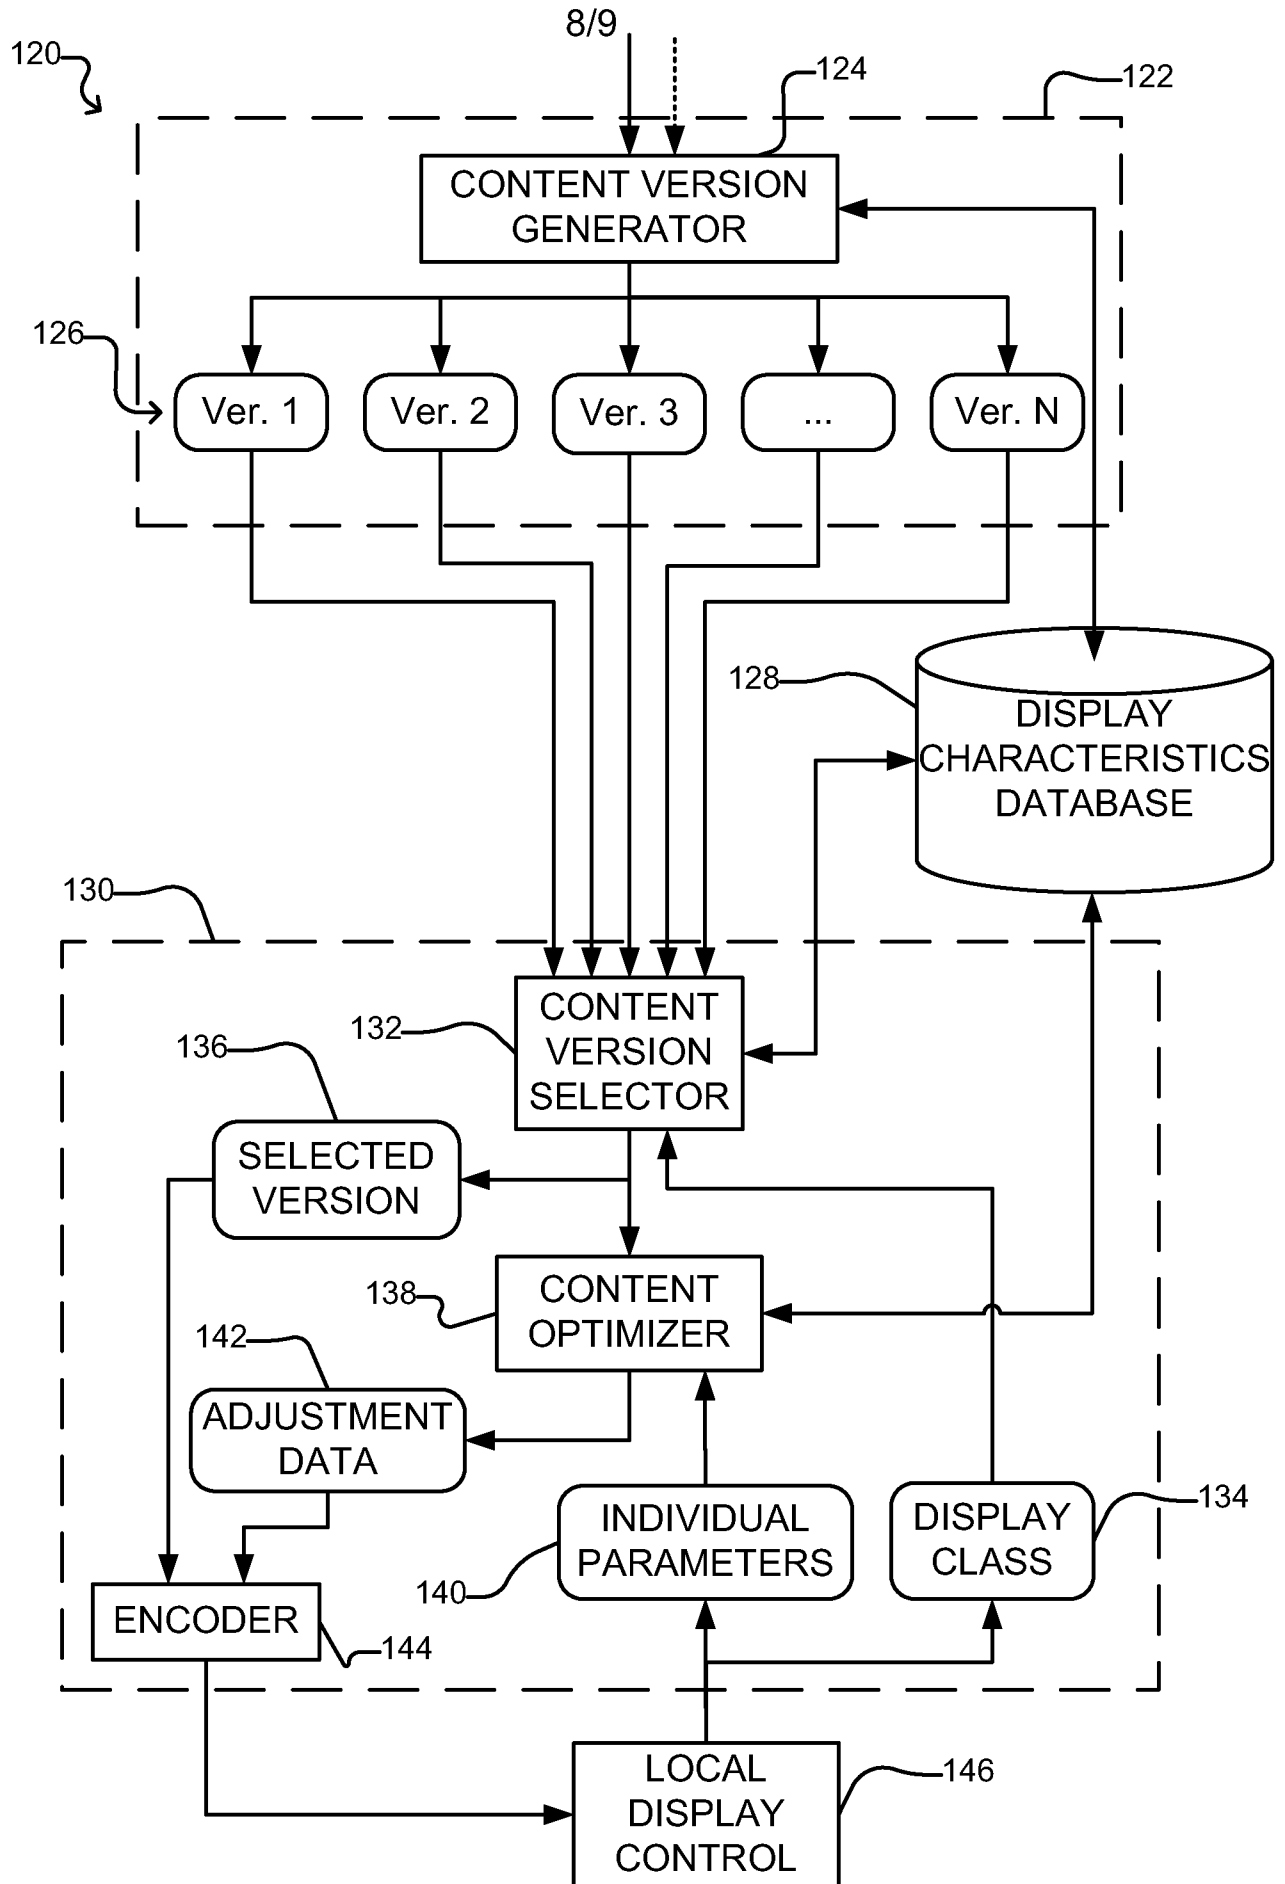 8/9
120
124
122
CONTENT VERSION
GENERATOR
126
Ver. 1
Ver. 2
Ver. 3
...
Ver. N
128
DISPLAY
CHARACTERISTICS
DATABASE
130
CONTENT
VERSION
SELECTOR
132
136
SELECTED
VERSION
138
CONTENT
OPTIMIZER
142
ADJUSTMENT
DATA
INDIVIDUAL
PARAMETERS
DISPLAY
CLASS
134
140
ENCODER
144
LOCAL
DISPLAY
CONTROL
146